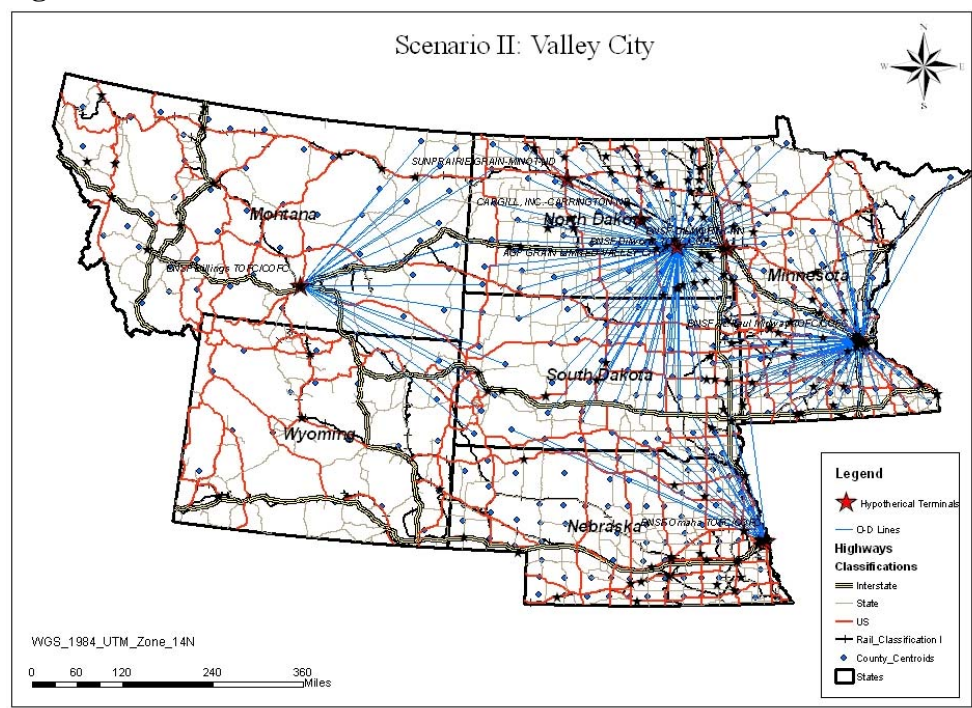 Scenario II: Valley City
N
W
E
S
SUNPRAIRIE GRAIN-MINOT ND
CARGILL, INC.-CARRINGTON ND
Montana
North Dakota
BNSF Billings TOFC/COFC
Minnesota
South Dakota
Wyoming
Nebraska
BNSF Omaha TOFC/COFC
Legend
Hypotherical Terminals
O-D Lines
Highways
Classifications
Interstate
State
US
Rail_Classification I
County_Centroids
States
WGS_1984_UTM_Zone_14N
0 60 120 240 360
Miles